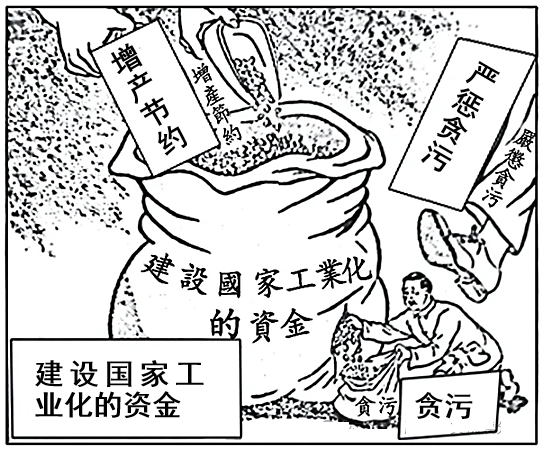 增产节约
增產節約
严惩贪污
嚴懲貪污
建設國家工業化
的資金
建设国家工
业化的资金
貪污
贪污